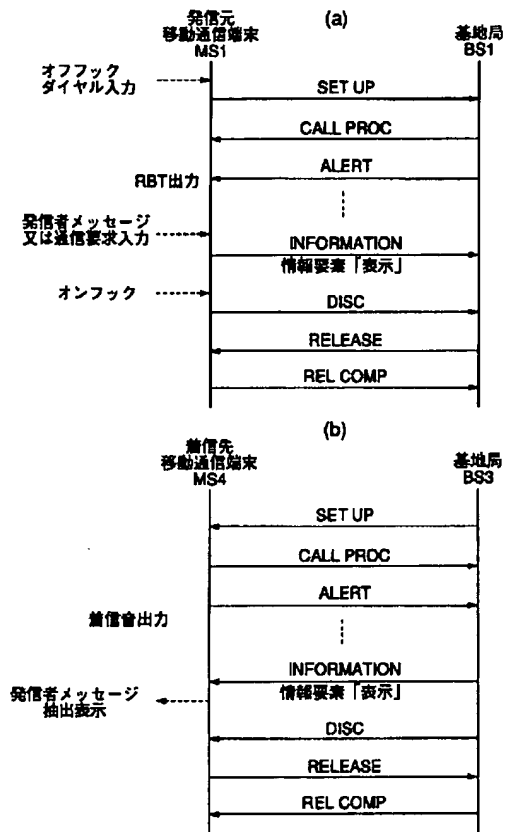 (a)
発信元
移動通信端末
MS1
基地局
BS1
オフフック
ダイヤル入力
SET UP
CALL PROC
ALERT
RBT出力
発信者メッセージ
又は通信要求入力
INFORMATION
情報要素「表示」
オンフック
DISC
RELEASE
REL COMP
(b)
着信先
移動通信端末
MS4
基地局
BS3
SET UP
CALL PROC
ALERT
着信音出力
INFORMATION
情報要素「表示」
発信者メッセージ
抽出表示
DISC
RELEASE
REL COMP